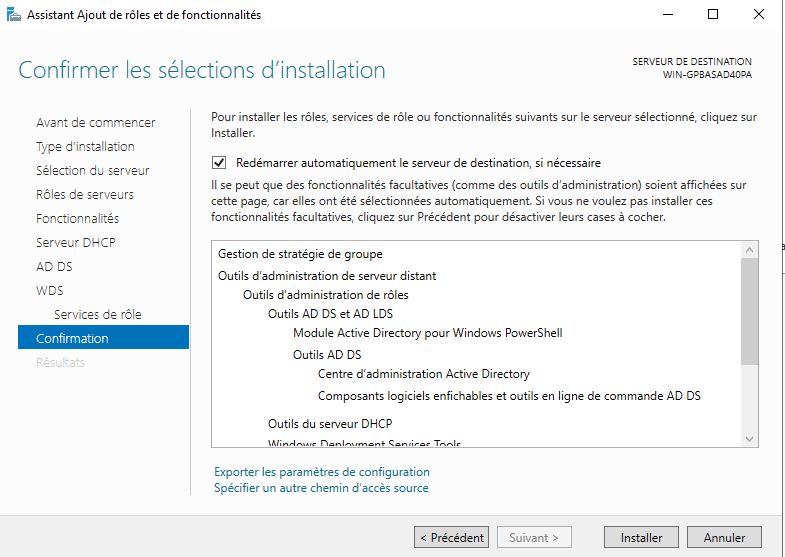 Assistant Ajout de rôles et de fonctionnalités
Confirmer les sélections d'installation
SERVEUR DE DESTINATION
WIN-GPBASAD40PA
Avant de commencer
Type d'installation
Sélection du serveur
Rôles de serveurs
Fonctionnalités
Serveur DHCP
AD DS
WDS
Services de rôle
Confirmation
Résultats
Pour installer les rôles, services de rôle ou fonctionnalités suivants sur le serveur sélectionné, cliquez sur
Installer.
Redémarrer automatiquement le serveur de destination, si nécessaire
Il se peut que des fonctionnalités facultatives (comme des outils d'administration) soient affichées sur
cette page, car elles ont été sélectionnées automatiquement. Si vous ne voulez pas installer ces
fonctionnalités facultatives, cliquez sur Précédent pour désactiver leurs cases à cocher.
Gestion de stratégie de groupe
Outils d'administration de serveur distant
Outils d'administration de rôles
Outils AD DS et AD LDS
Module Active Directory pour Windows PowerShell
Outils AD DS
Centre d'administration Active Directory
Composants logiciels enfichables et outils en ligne de commande AD DS
Outils du serveur DHCP
Windows Deployment Services Tools
Exporter les paramètres de configuration
Spécifier un autre chemin d'accès source
< Précédent
Suivant >
Installer
Annuler